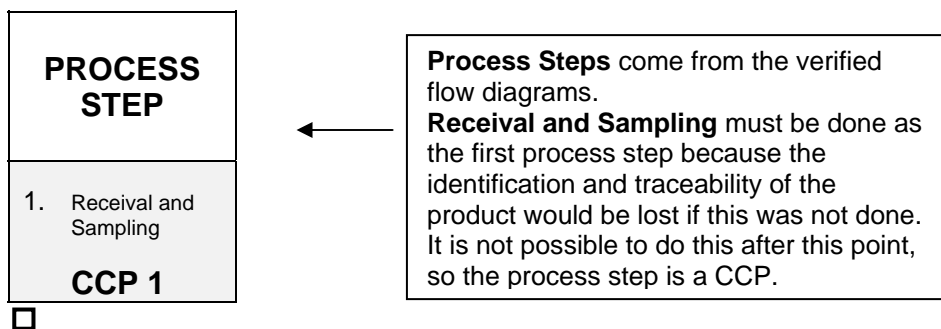 PROCESS
STEP
1. Receival and
Sampling
CCP 1
Process Steps come from the verified
flow diagrams.
Receival and Sampling must be done as
the first process step because the
identification and traceability of the
product would be lost if this was not done.
It is not possible to do this after this point,
so the process step is a CCP.